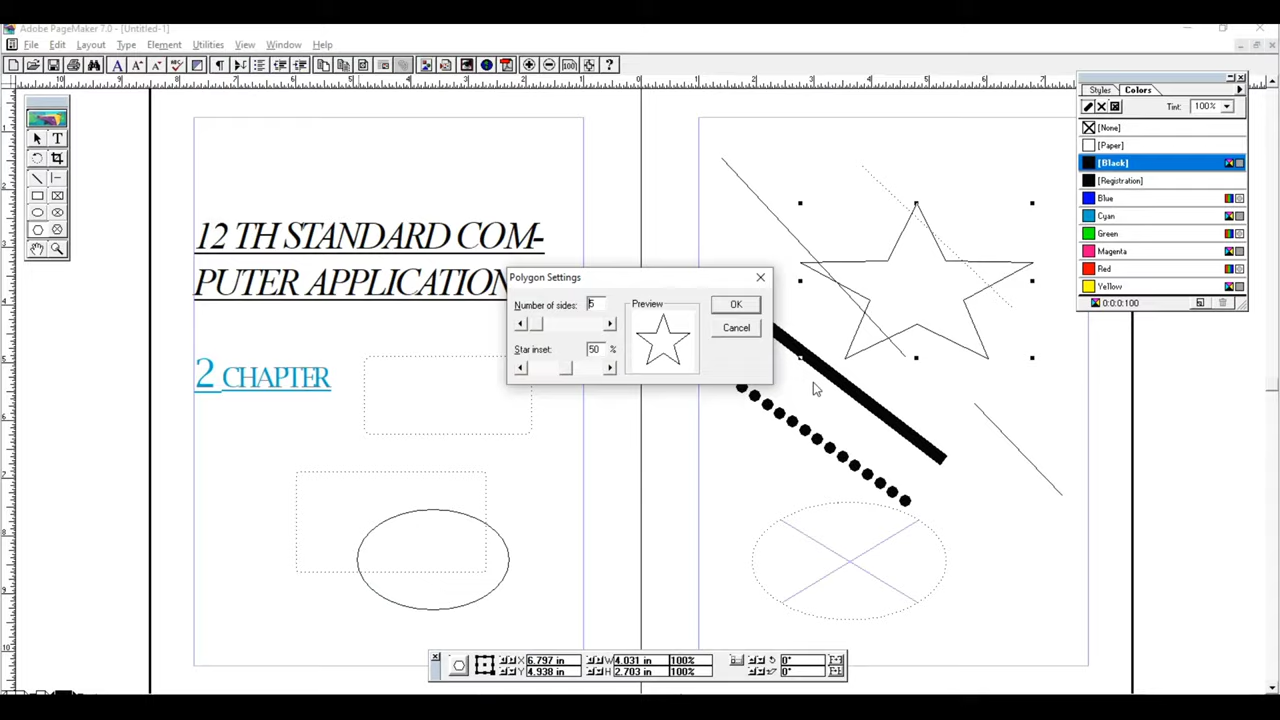 Adobe PageMaker 7.0 - [Untitled-1]
File Edit Layout Type Element Utilities View Window Help
Styles Colors
Tint: 100%
[None]
[Paper]
[Black]
[Registration]
Blue
Cyan
Green
Magenta
Red
Yellow
0:0:0:100
12 TH STANDARD COM-
PUTER APPLICATION
2 CHAPTER
Polygon Settings
Number of sides: 5
Star inset: 50 %
Preview
OK
Cancel
X 6.797 in W 4.031 in 100% 0°
Y 4.938 in H 2.703 in 100% 0°